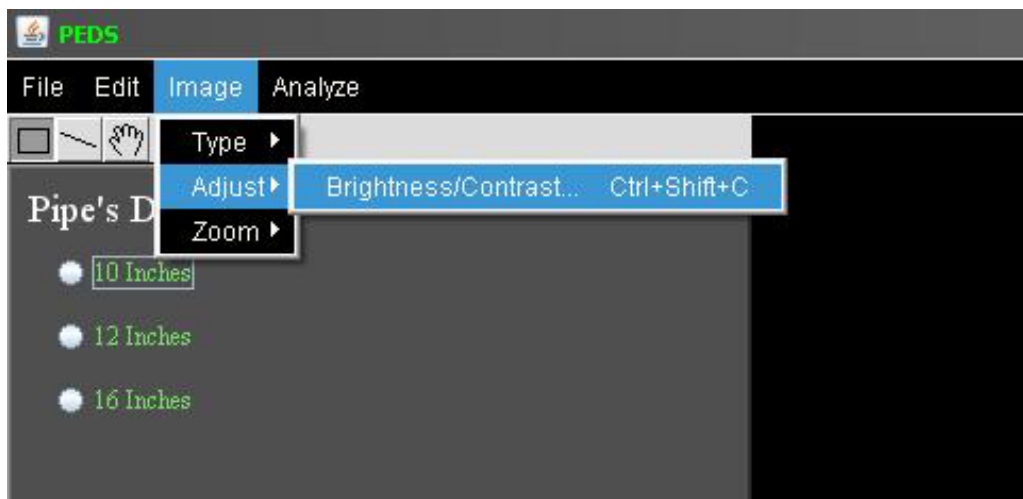 PEDS
File Edit Image Analyze
Type
Adjust Brightness/Contrast... Ctrl+Shift+C
Pipe's D
Zoom
10 Inches
12 Inches
16 Inches